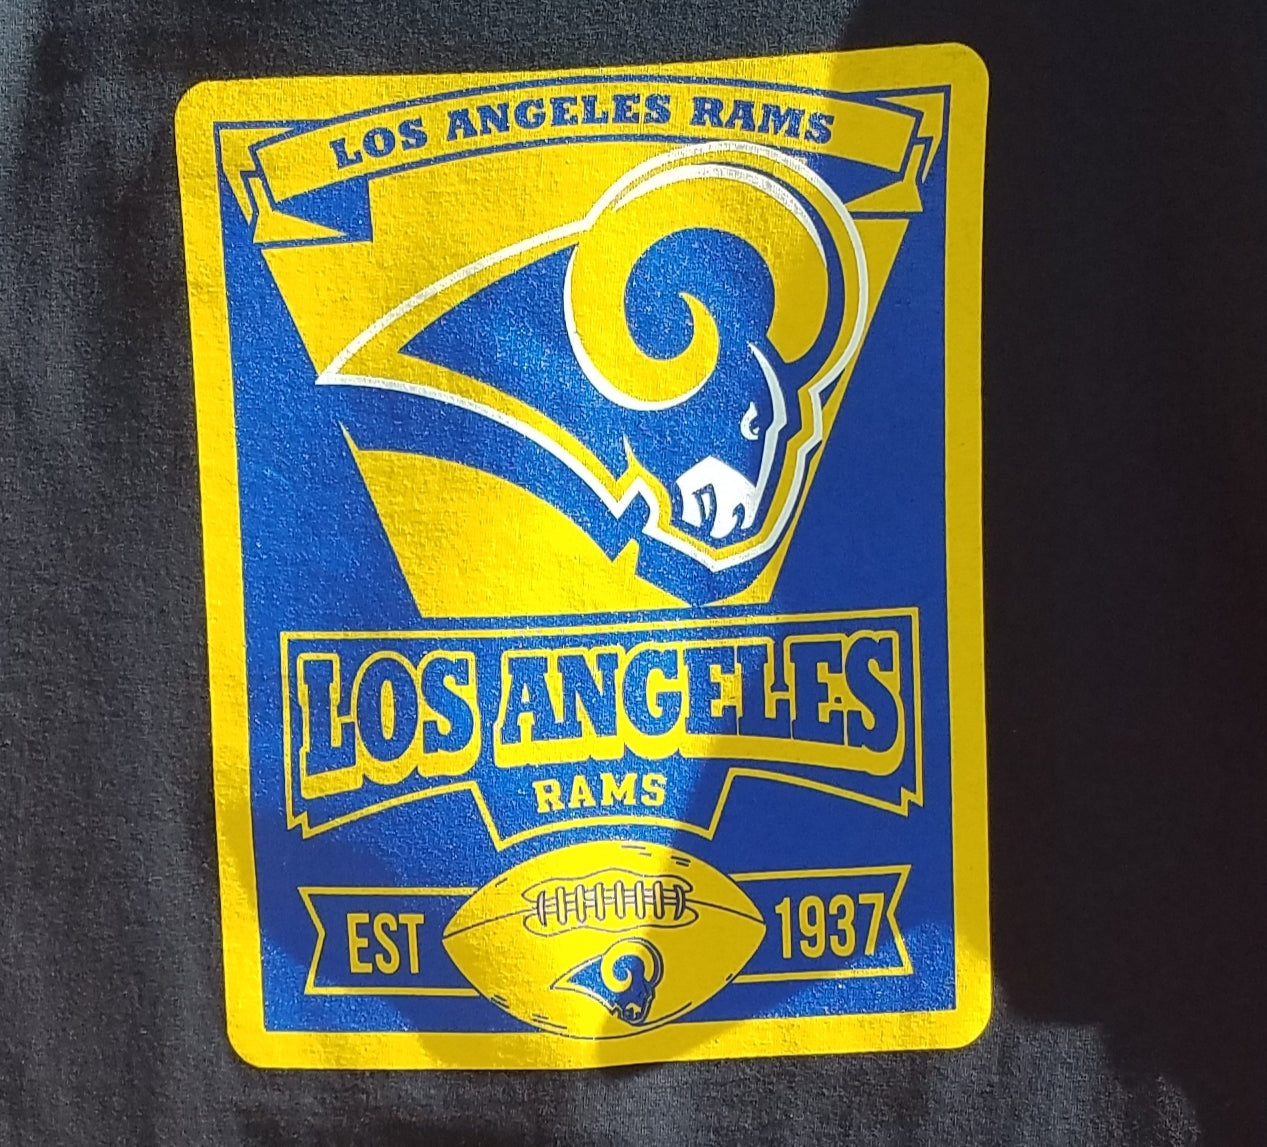 LOS ANGELES RAMS
LOS ANGELES
RAMS
EST 1937